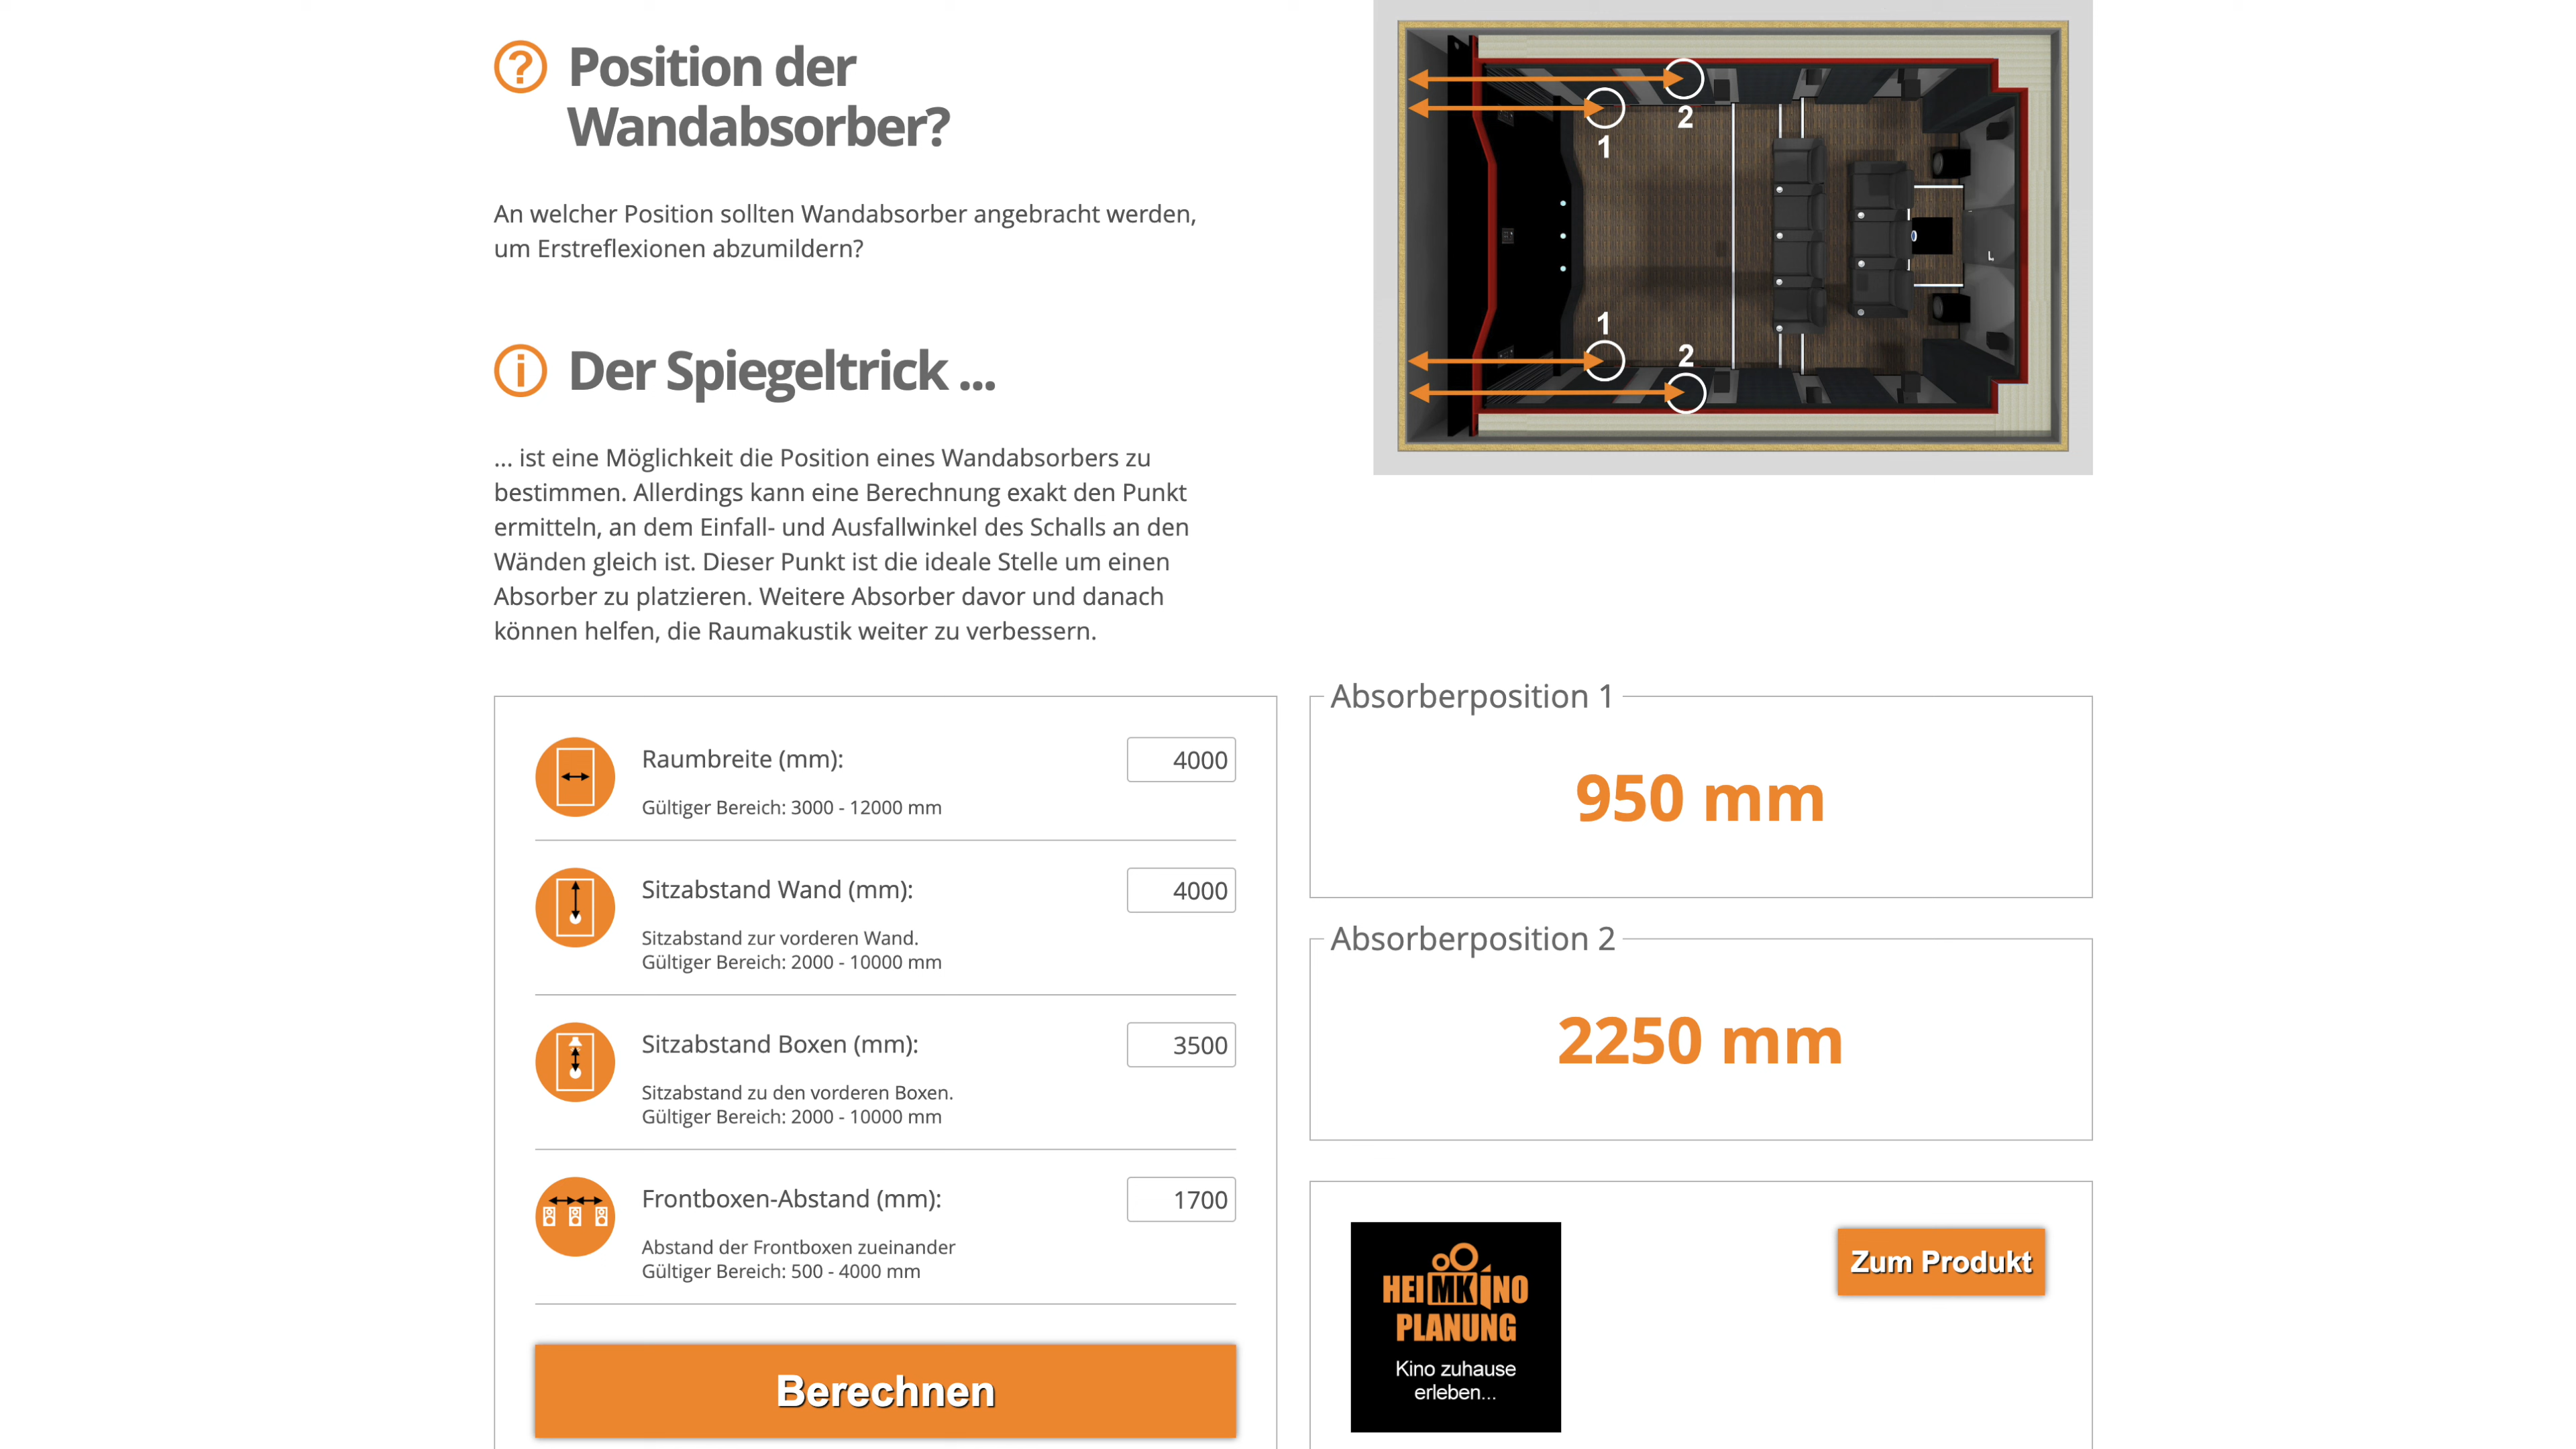 Position der
Wandabsorber?
An welcher Position sollten Wandabsorber angebracht werden,
um Erstreflexionen abzumildern?
Der Spiegeltrick ...
... ist eine Möglichkeit die Position eines Wandabsorbers zu
bestimmen. Allerdings kann eine Berechnung exakt den Punkt
ermitteln, an dem Einfall- und Ausfallwinkel des Schalls an den
Wänden gleich ist. Dieser Punkt ist die ideale Stelle um einen
Absorber zu platzieren. Weitere Absorber davor und danach
können helfen, die Raumakustik weiter zu verbessern.
2
1
1
2
Raumbreite (mm):
4000
Gültiger Bereich: 3000 - 12000 mm
Sitzabstand Wand (mm):
4000
Sitzabstand zur vorderen Wand.
Gültiger Bereich: 2000 - 10000 mm
Sitzabstand Boxen (mm):
3500
Sitzabstand zu den vorderen Boxen.
Gültiger Bereich: 2000 - 10000 mm
Frontboxen-Abstand (mm):
1700
Abstand der Frontboxen zueinander
Gültiger Bereich: 500 - 4000 mm
Berechnen
Absorberposition 1
950 mm
Absorberposition 2
2250 mm
HEIMKINO
PLANUNG
Kino zuhause
erleben...
Zum Produkt